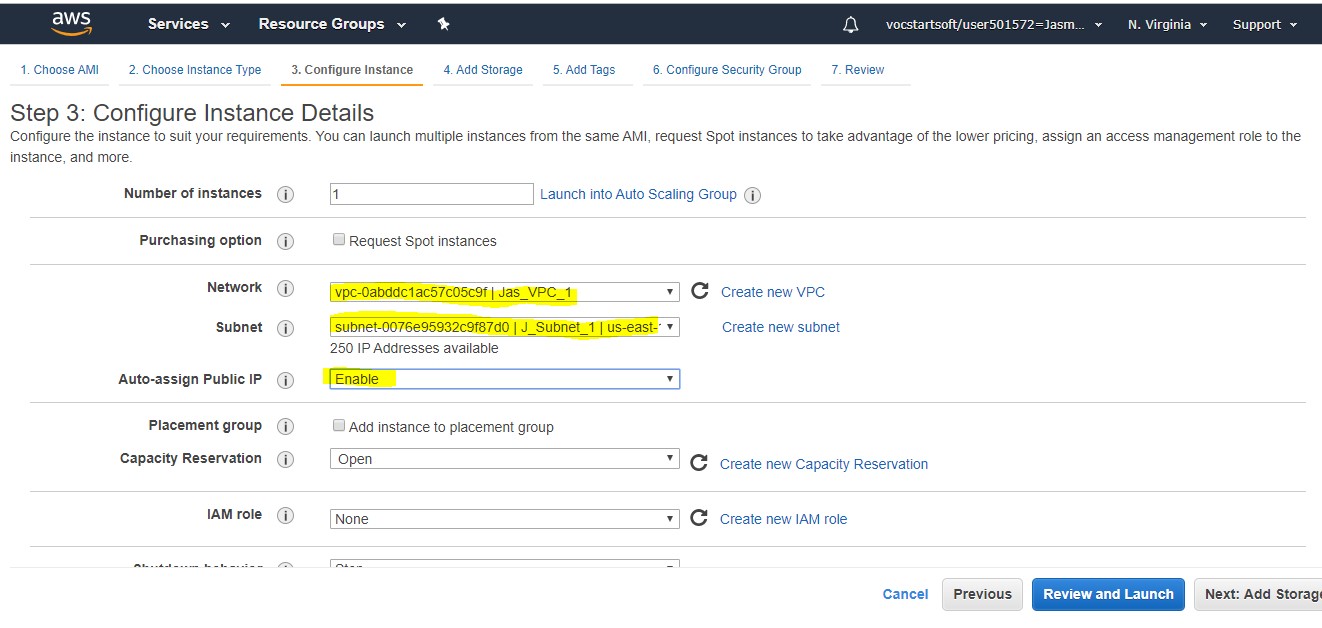 aws Services Resource Groups vocstartsoft/user501572=Jasm... N. Virginia Support
1. Choose AMI 2. Choose Instance Type 3. Configure Instance 4. Add Storage 5. Add Tags 6. Configure Security Group 7. Review
Step 3: Configure Instance Details
Configure the instance to suit your requirements. You can launch multiple instances from the same AMI, request Spot instances to take advantage of the lower pricing, assign an access management role to the
instance, and more.
Number of instances i 1 Launch into Auto Scaling Group i
Purchasing option i Request Spot instances
Network i vpc-0abddc1ac57c05c9f | Jas_VPC_1 Create new VPC
Subnet i subnet-0076e95932c9f87d0 | J_Subnet_1 | us-east- Create new subnet
250 IP Addresses available
Auto-assign Public IP i Enable
Placement group i Add instance to placement group
Capacity Reservation i Open Create new Capacity Reservation
IAM role i None Create new IAM role
Shutdown behavior Stop
Cancel Previous Review and Launch Next: Add Storage